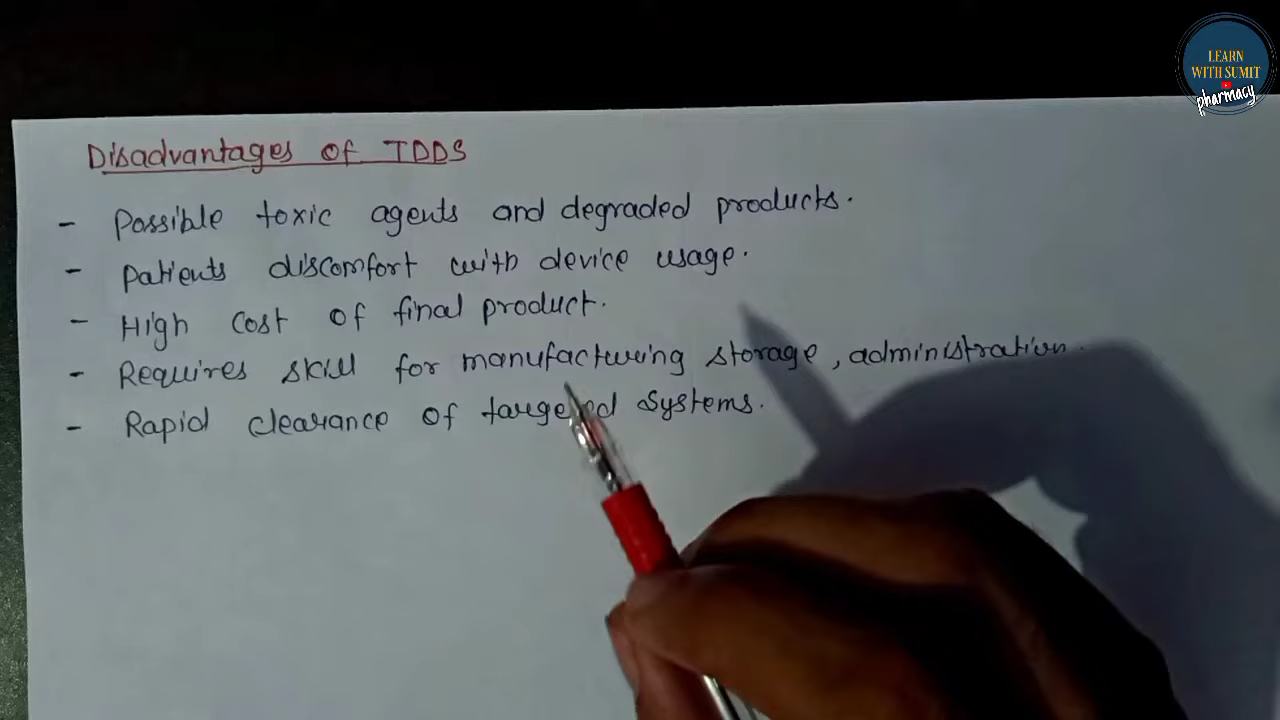 LEARN
WITH SUMIT
pharmacy
Disadvantages of TDDS
- Possible toxic agents and degraded products.
- patients discomfort with device usage.
- High cost of final product.
- Requires skill for manufacturing storage, administration.
- Rapid clearance of targeted systems.